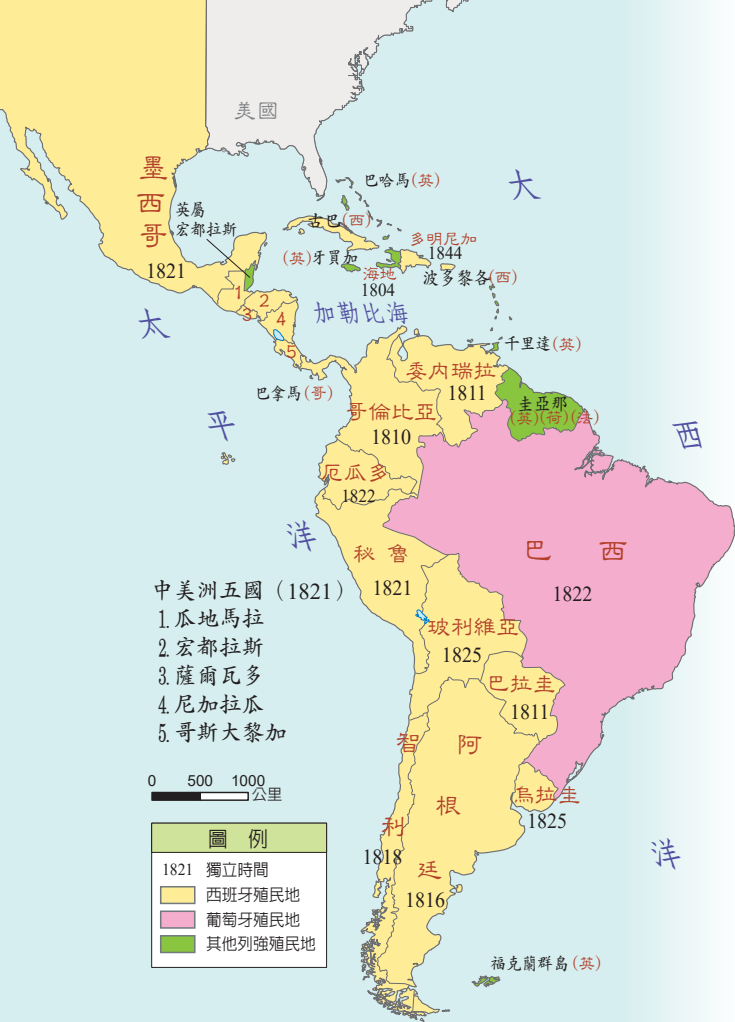 美國
墨西哥
1821
英屬
宏都拉斯
巴哈馬(英)
大
古巴(西)
(英)牙買加
多明尼加
1844
海地
1804
波多黎各(西)
1
2
3
4
5
加勒比海
太
千里達(英)
委內瑞拉
1811
巴拿馬(哥)
圭亞那
(英)(荷)(法)
哥倫比亞
1810
平
西
厄瓜多
1822
洋
秘魯
1821
巴西
1822
中美洲五國(1821)
1.瓜地馬拉
2.宏都拉斯
3.薩爾瓦多
4.尼加拉瓜
5.哥斯大黎加
玻利維亞
1825
巴拉圭
1811
智利
1818
阿根廷
1816
烏拉圭
1825
洋
0 500 1000
公里
圖例
1821 獨立時間
西班牙殖民地
葡萄牙殖民地
其他列強殖民地
福克蘭群島(英)